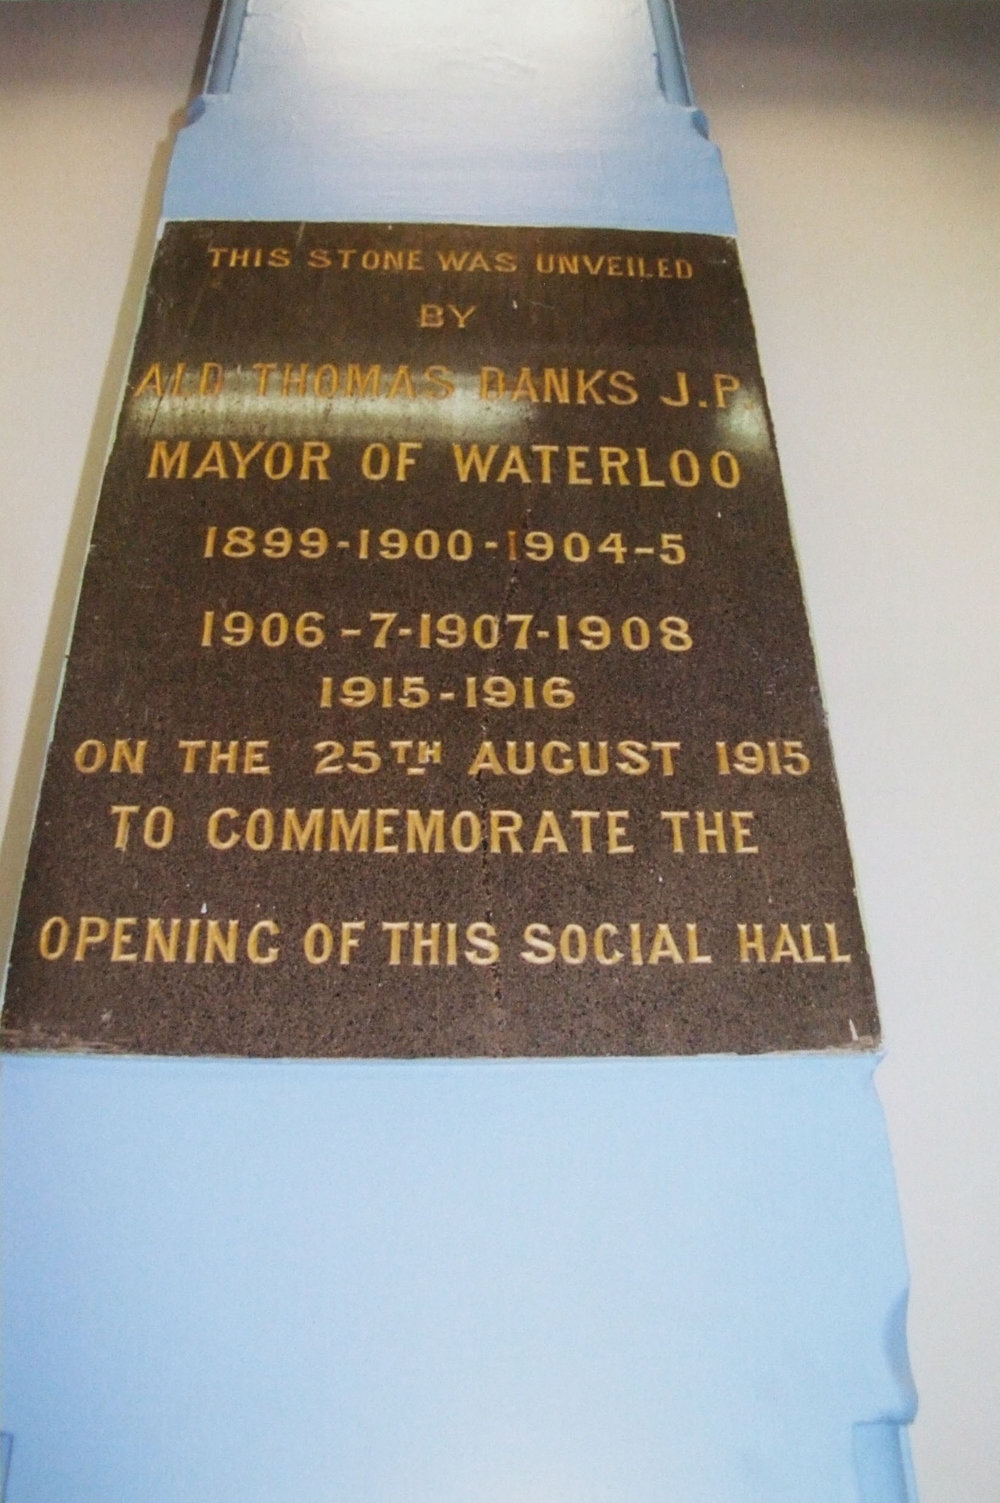 THIS STONE WAS UNVEILED
BY
ALD THOMAS DANKS J.P.
MAYOR OF WATERLOO
1899-1900-1904-5
1906-7-1907-1908
1915-1916
ON THE 25TH AUGUST 1915
TO COMMEMORATE THE
OPENING OF THIS SOCIAL HALL